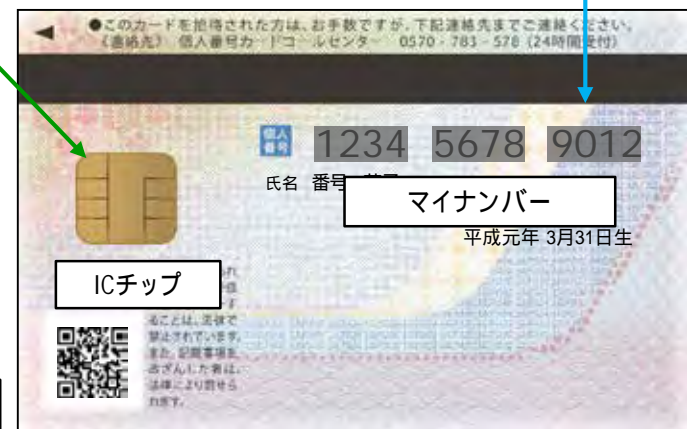 ●このカードを拾得された方は、お手数ですが、下記連絡先までご連絡ください。
《連絡先》 個人番号カードコールセンター 0570-783-578 (24時間受付)
個人番号 1234 5678 9012
氏名 番号
マイナンバー
平成元年 3月31日生
ICチップ
ることは、法律で
禁止されています。
また、記載事項を
改ざんした者は、
法律により罰せら
れます。